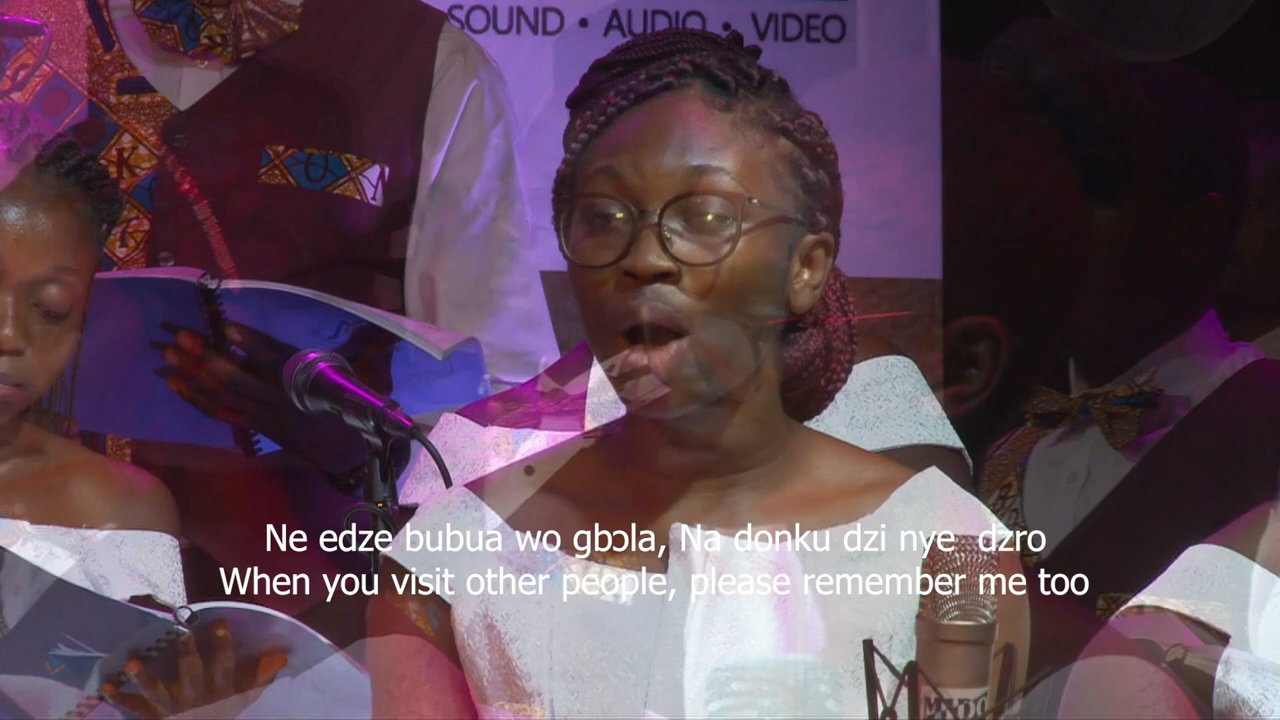 SOUND • AUDIO • VIDEO
Ne edze bubua wo gbɔla, Na donku dzi nye dzro
When you visit other people, please remember me too